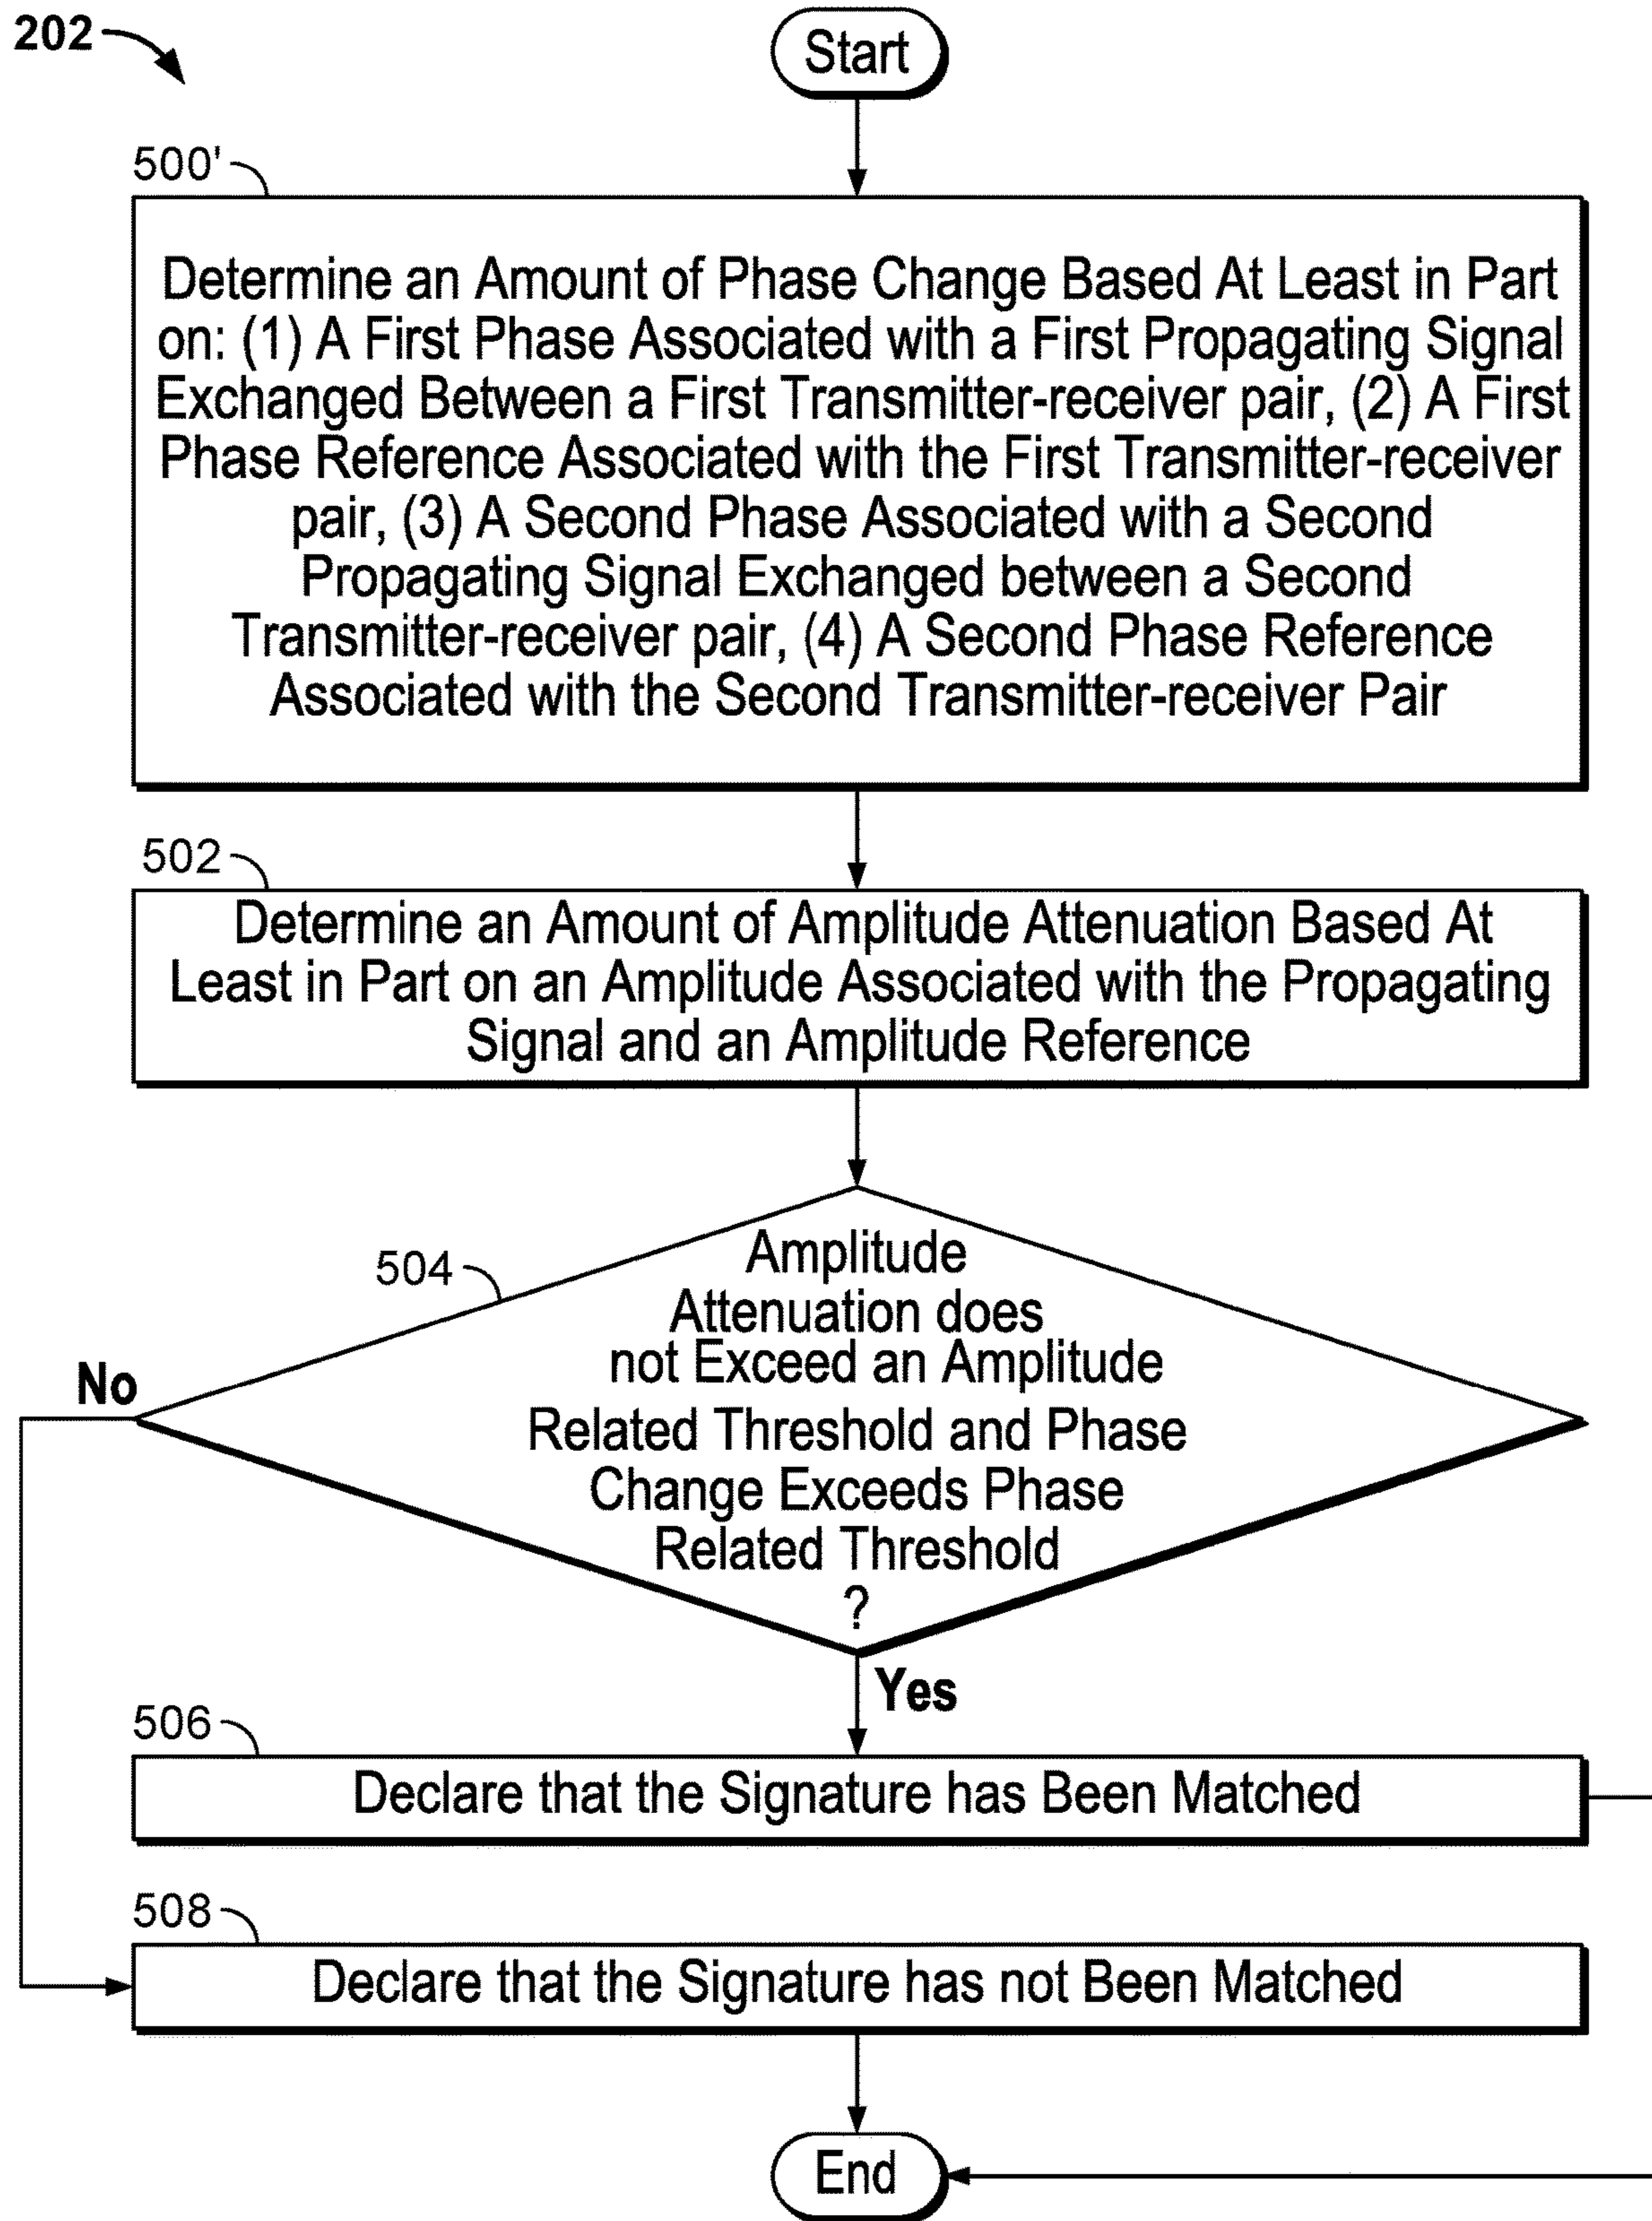 202
Start
500'
Determine an Amount of Phase Change Based At Least in Part
on: (1) A First Phase Associated with a First Propagating Signal
Exchanged Between a First Transmitter-receiver pair, (2) A First
Phase Reference Associated with the First Transmitter-receiver
pair, (3) A Second Phase Associated with a Second
Propagating Signal Exchanged between a Second
Transmitter-receiver pair, (4) A Second Phase Reference
Associated with the Second Transmitter-receiver Pair
502
Determine an Amount of Amplitude Attenuation Based At
Least in Part on an Amplitude Associated with the Propagating
Signal and an Amplitude Reference
504
Amplitude
Attenuation does
not Exceed an Amplitude
Related Threshold and Phase
Change Exceeds Phase
Related Threshold
?
No
Yes
506
Declare that the Signature has Been Matched
508
Declare that the Signature has not Been Matched
End